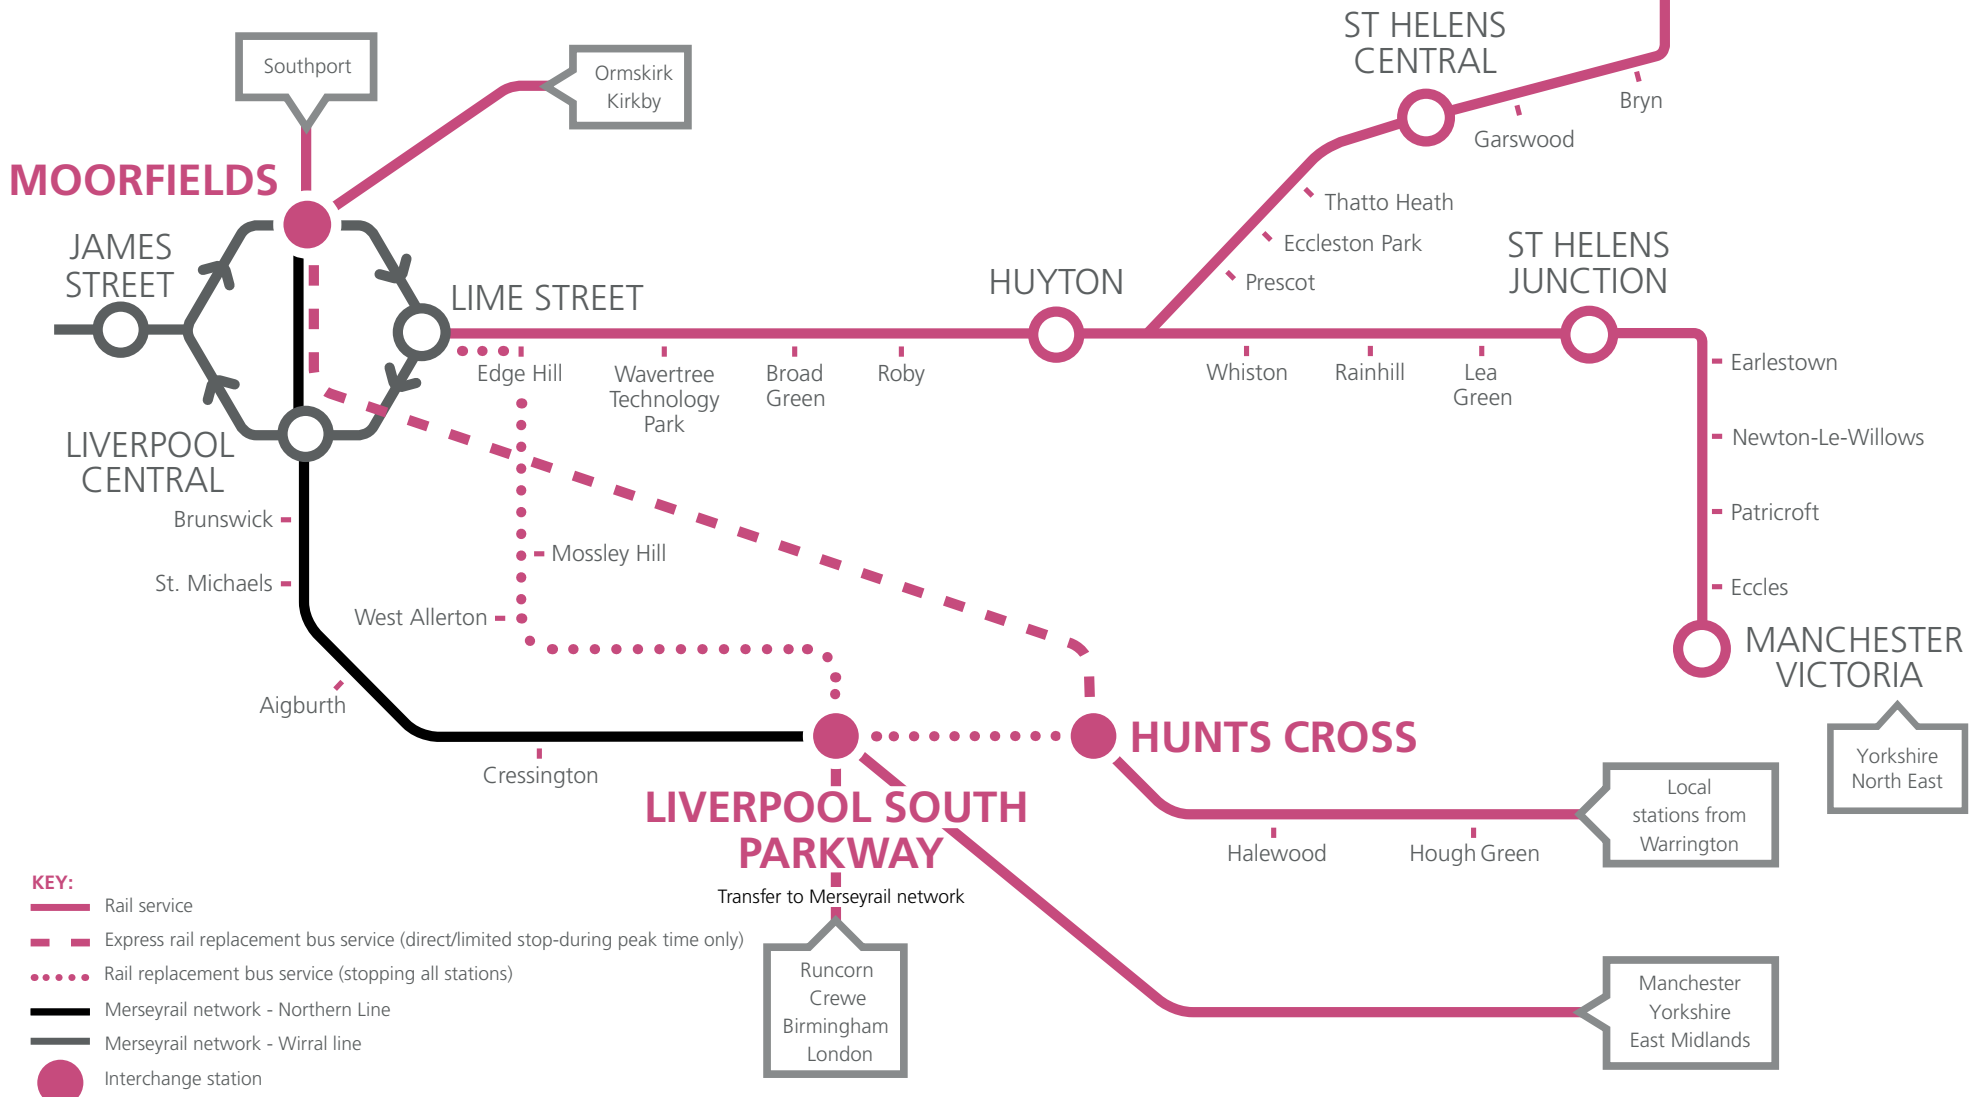 Southport
Ormskirk
Kirkby
ST HELENS
CENTRAL
Bryn
Garswood
MOORFIELDS
JAMES
STREET
LIME STREET
HUYTON
Thatto Heath
Eccleston Park
Prescot
ST HELENS
JUNCTION
Edge Hill
Wavertree
Technology
Park
Broad
Green
Roby
Whiston
Rainhill
Lea
Green
Earlestown
Newton-Le-Willows
Patricroft
Eccles
MANCHESTER
VICTORIA
Yorkshire
North East
LIVERPOOL
CENTRAL
Brunswick
St. Michaels
Mossley Hill
West Allerton
Aigburth
Cressington
HUNTS CROSS
LIVERPOOL SOUTH
PARKWAY
Transfer to Merseyrail network
Halewood
Hough Green
Local
stations from
Warrington
Runcorn
Crewe
Birmingham
London
Manchester
Yorkshire
East Midlands
KEY:
Rail service
Express rail replacement bus service (direct/limited stop-during peak time only)
Rail replacement bus service (stopping all stations)
Merseyrail network - Northern Line
Merseyrail network - Wirral line
Interchange station